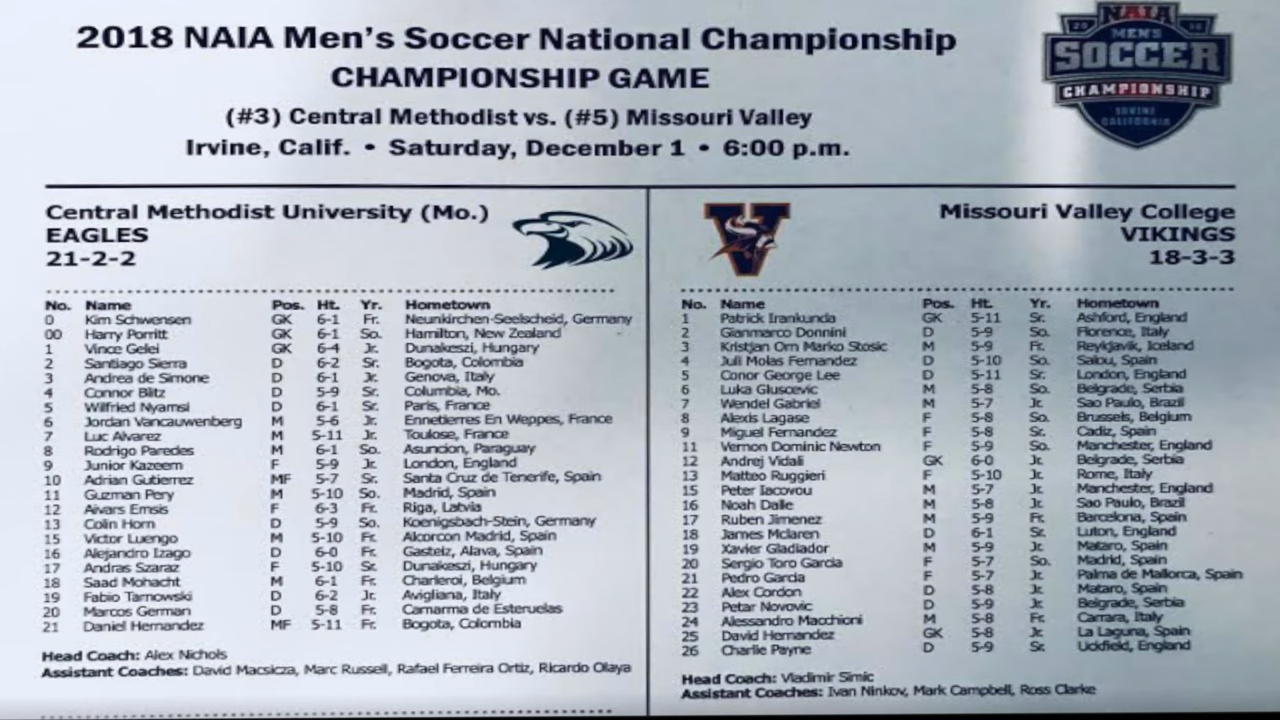 2018 NAIA Men's Soccer National Championship
CHAMPIONSHIP GAME
(#3) Central Methodist vs. (#5) Missouri Valley
Irvine, Calif. • Saturday, December 1 • 6:00 p.m.
NAIA
20 18
MEN'S
SOCCER
CHAMPIONSHIP
IRVINE
CALIFORNIA
Central Methodist University (Mo.)
EAGLES
21-2-2
No. Name Pos. Ht. Yr. Hometown
0 Kim Schwensen GK 6-1 Fr. Neunkirchen-Seelscheid, Germany
00 Harry Porritt GK 6-1 So. Hamilton, New Zealand
1 Vince Gelei GK 6-4 Jr. Dunakeszi, Hungary
2 Santiago Sierra D 6-2 Sr. Bogota, Colombia
3 Andrea de Simone D 6-1 Jr. Genova, Italy
4 Connor Blitz D 5-9 Sr. Columbia, Mo.
5 Wilfried Nyamsi D 6-1 Sr. Paris, France
6 Jordan Vancauwenberg M 5-6 Jr. Ennetierres En Weppes, France
7 Luc Alvarez M 5-11 Jr. Toulose, France
8 Rodrigo Paredes M 6-1 So. Asuncion, Paraguay
9 Junior Kazeem F 5-9 Jr. London, England
10 Adrian Gutierrez MF 5-7 Sr. Santa Cruz de Tenerife, Spain
11 Guzman Pery M 5-10 So. Madrid, Spain
12 Aivars Emsis F 6-3 Fr. Riga, Latvia
13 Colin Horn D 5-9 So. Koenigsbach-Stein, Germany
15 Victor Luengo M 5-10 Fr. Alcorcon Madrid, Spain
16 Alejandro Izago D 6-0 Fr. Gasteiz, Alava, Spain
17 Andras Szaraz F 5-10 Sr. Dunakeszi, Hungary
18 Saad Mohacht M 6-1 Fr. Charleroi, Belgium
19 Fabio Tarnowski D 6-2 Jr. Avigliana, Italy
20 Marcos German D 5-8 Fr. Camarma de Esteruelas
21 Daniel Hernandez MF 5-11 Fr. Bogota, Colombia
Head Coach: Alex Nichols
Assistant Coaches: David Macsicza, Marc Russell, Rafael Ferreira Ortiz, Ricardo Olaya
Missouri Valley College
VIKINGS
18-3-3
No. Name Pos. Ht. Yr. Hometown
1 Patrick Irankunda GK 5-11 Sr. Ashford, England
2 Gianmarco Donnini D 5-9 So. Florence, Italy
3 Kristjan Orn Marko Stosic M 5-9 Fr. Reykjavik, Iceland
4 Juli Molas Fernandez D 5-10 So. Salou, Spain
5 Conor George Lee D 5-11 Sr. London, England
6 Luka Gluscevic M 5-8 So. Belgrade, Serbia
7 Wendel Gabriel M 5-7 Jr. Sao Paulo, Brazil
8 Alexis Lagase F 5-8 So. Brussels, Belgium
9 Miguel Fernandez F 5-8 Sr. Cadiz, Spain
11 Vernon Dominic Newton F 5-9 So. Manchester, England
12 Andrej Vidali GK 6-0 Jr. Belgrade, Serbia
13 Matteo Ruggieri F 5-10 Jr. Rome, Italy
15 Peter Iacovou M 5-7 Jr. Manchester, England
16 Noah Dalle M 5-8 Jr. Sao Paulo, Brazil
17 Ruben Jimenez M 5-9 Fr. Barcelona, Spain
18 James Mclaren D 6-1 Sr. Luton, England
19 Xavier Gladiador M 5-9 Jr. Mataro, Spain
20 Sergio Toro Garcia F 5-7 So. Madrid, Spain
21 Pedro Garcia F 5-7 Jr. Palma de Mallorca, Spain
22 Alex Cordon D 5-8 Jr. Mataro, Spain
23 Petar Novovic D 5-9 Jr. Belgrade, Serbia
24 Alessandro Macchioni M 5-8 Fr. Carrara, Italy
25 David Hernandez GK 5-8 Jr. La Laguna, Spain
26 Charlie Payne D 5-9 Sr. Uckfield, England
Head Coach: Vladimir Simic
Assistant Coaches: Ivan Ninkov, Mark Campbell, Ross Clarke